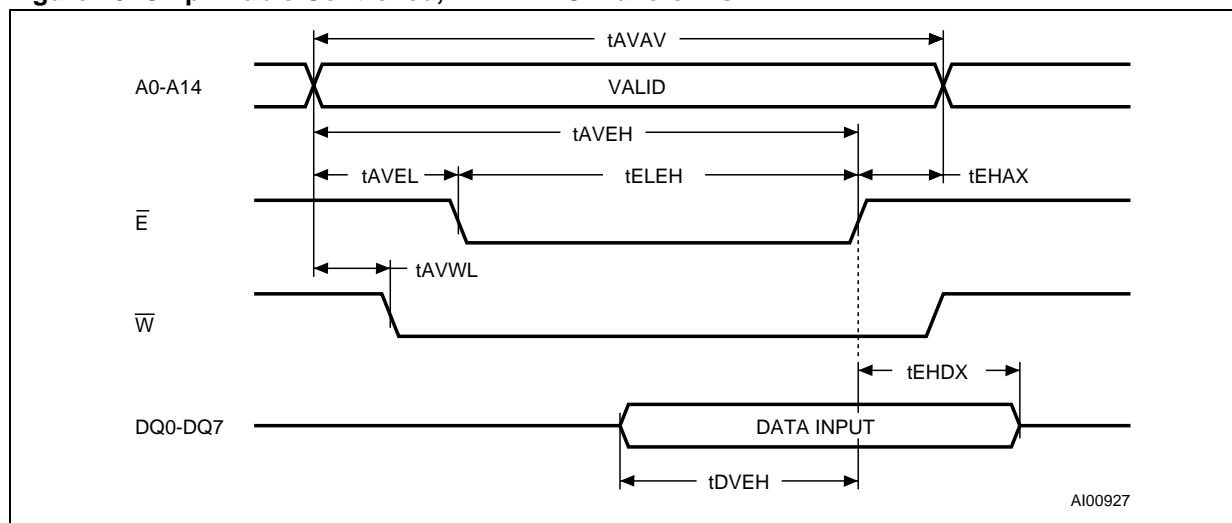 tAVAV
A0-A14
VALID
tAVEH
tAVEL
tELEH
tEHAX
E
tAVWL
W
tEHDX
DQ0-DQ7
DATA INPUT
tDVEH
AI00927